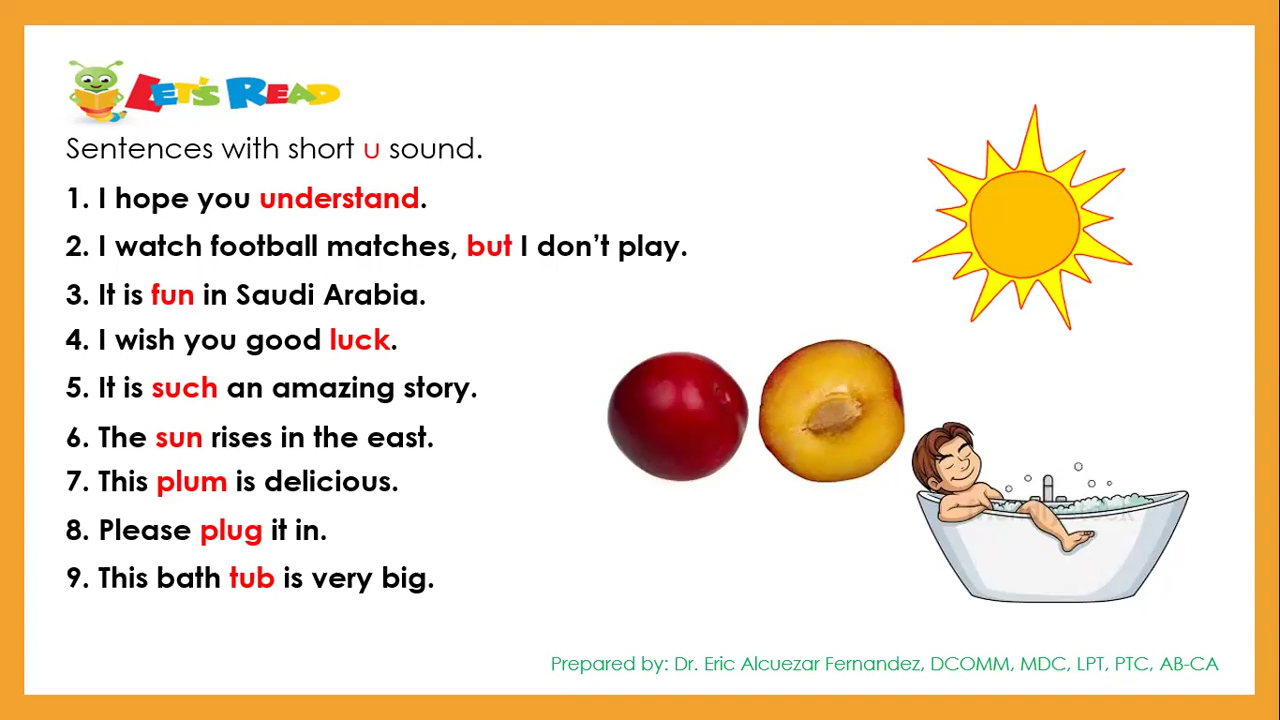 LET'S READ
Sentences with short u sound.
1. I hope you understand.
2. I watch football matches, but I don’t play.
3. It is fun in Saudi Arabia.
4. I wish you good luck.
5. It is such an amazing story.
6. The sun rises in the east.
7. This plum is delicious.
8. Please plug it in.
9. This bath tub is very big.
Prepared by: Dr. Eric Alcuezar Fernandez, DCOMM, MDC, LPT, PTC, AB-CA